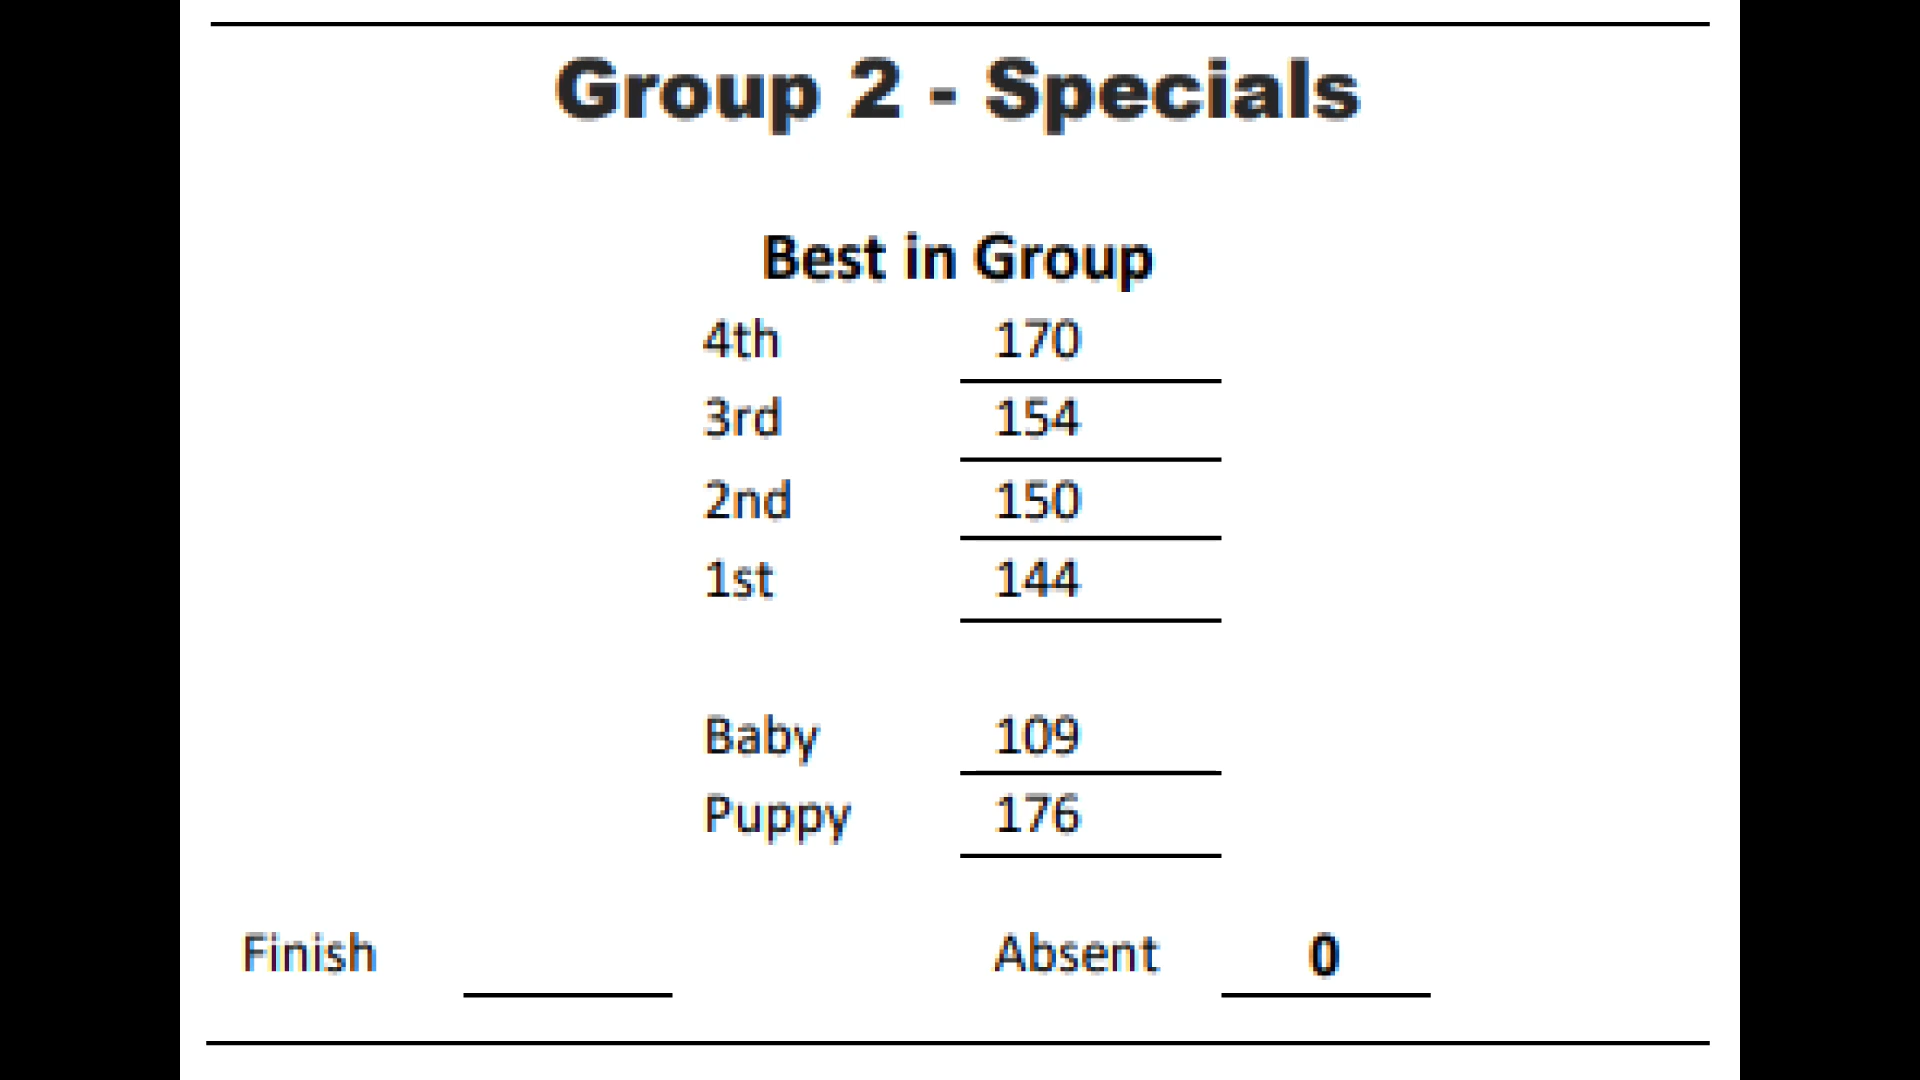 Group 2 - Specials
Best in Group
4th 170
3rd 154
2nd 150
1st 144
Baby 109
Puppy 176
Finish Absent 0